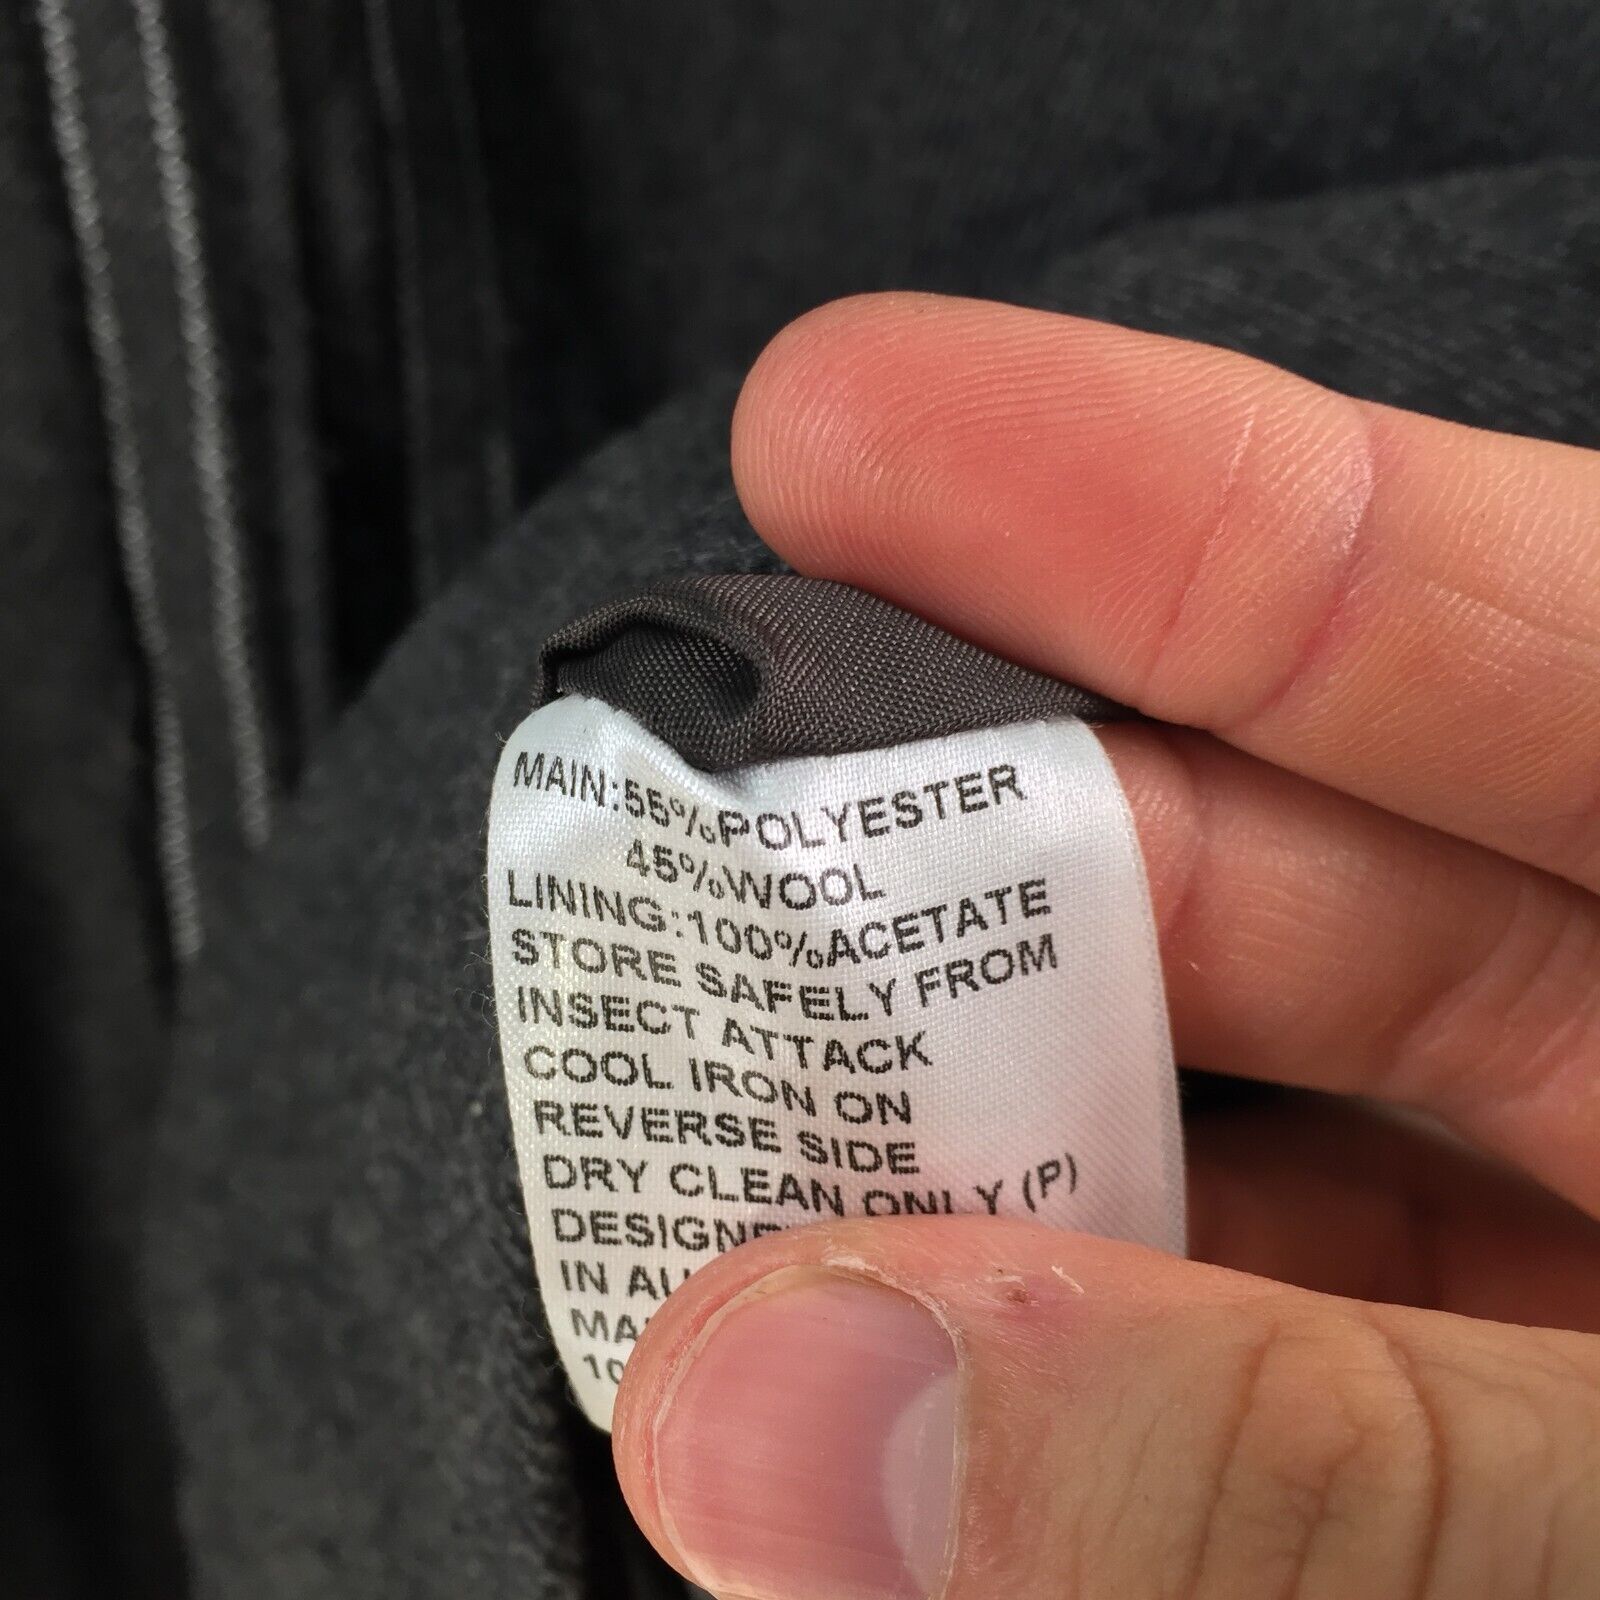 MAIN:55%POLYESTER
45%WOOL
LINING:100%ACETATE
STORE SAFELY FROM
INSECT ATTACK
COOL IRON ON
REVERSE SIDE
DRY CLEAN ONLY (P)
IN